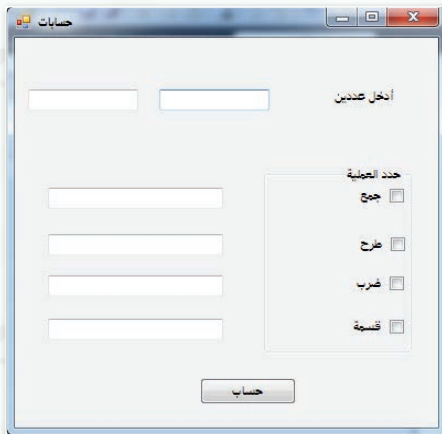 حسابات
أدخل عددين
حدد العملية
جمع
طرح
ضرب
قسمة
حساب